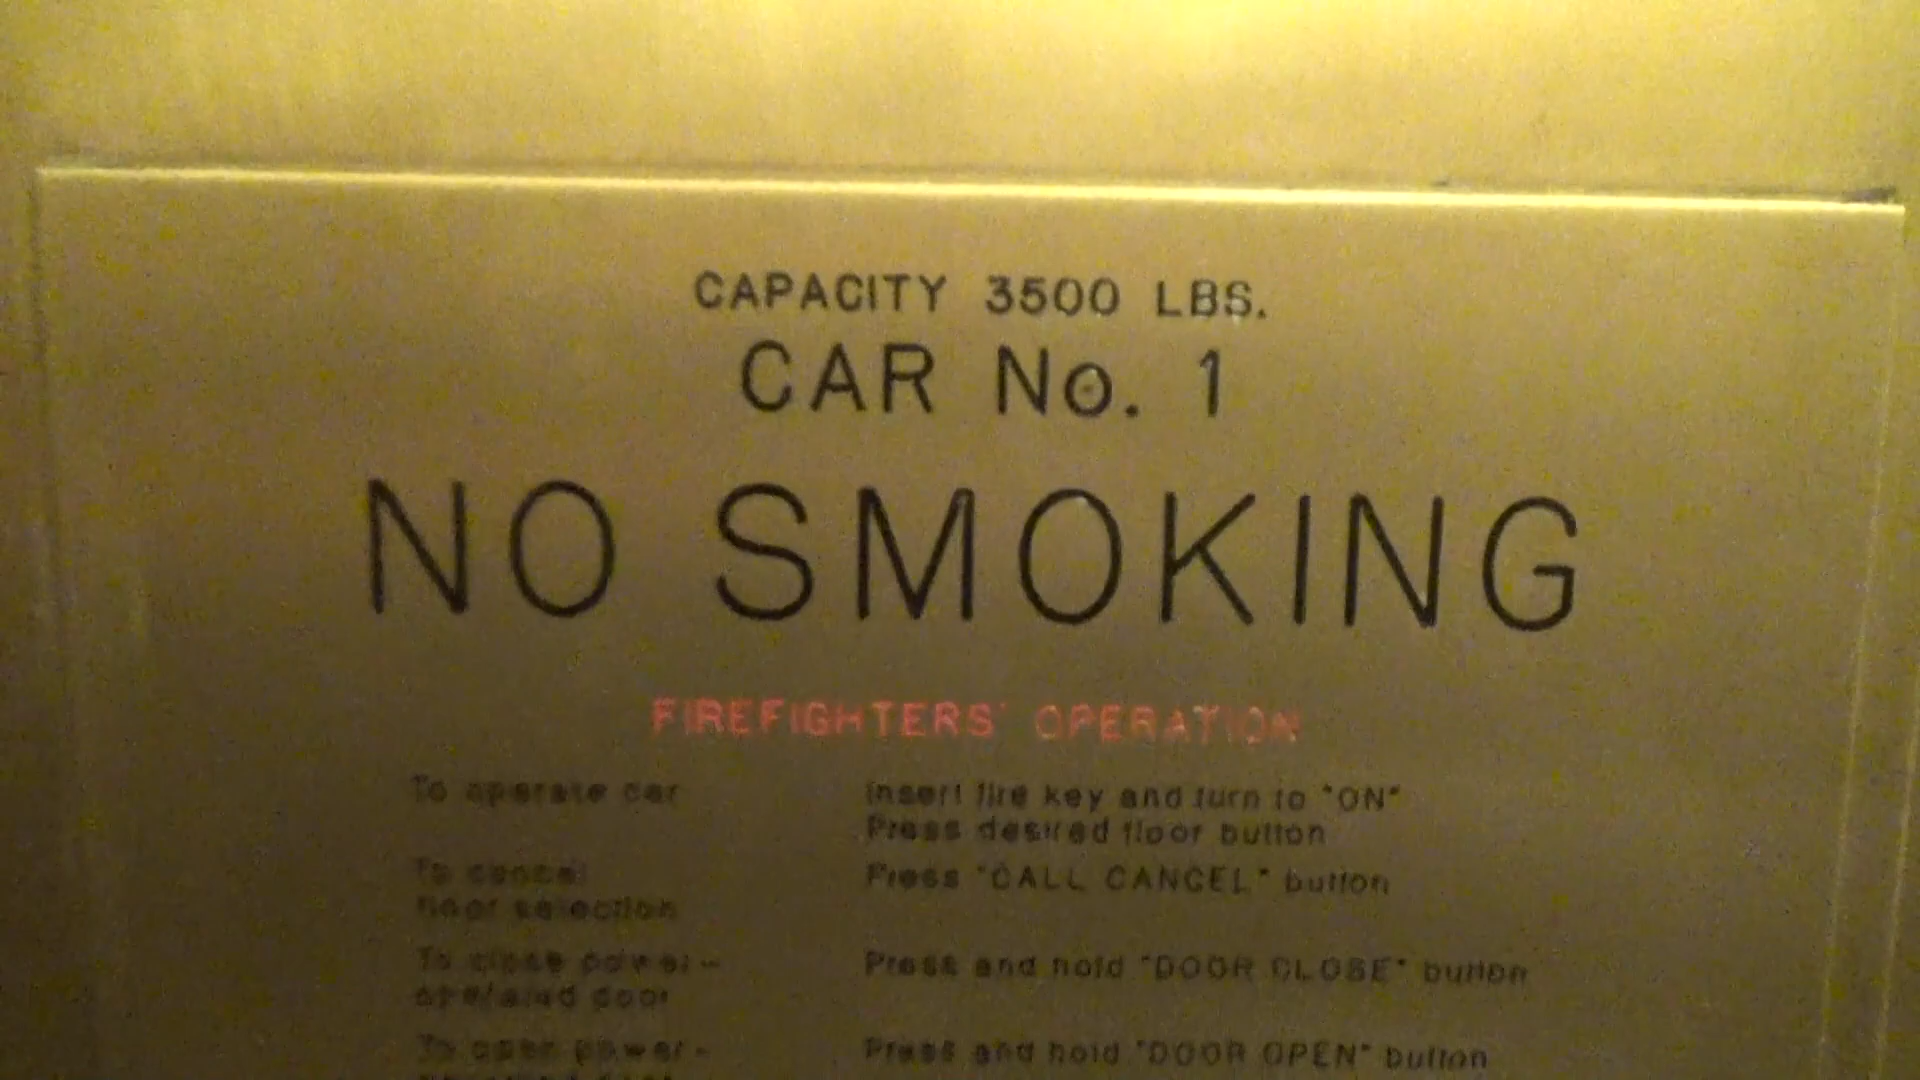 CAPACITY 3500 LBS.
CAR No. 1
NO SMOKING
FIREFIGHTERS' OPERATION
To operate car
Insert fire key and turn to "ON"
Press desired floor button
To cancel
floor selection
Press "CALL CANCEL" button
To close power-
operated door
Press and hold "DOOR CLOSE" button
To open power-
Press and hold "DOOR OPEN" button